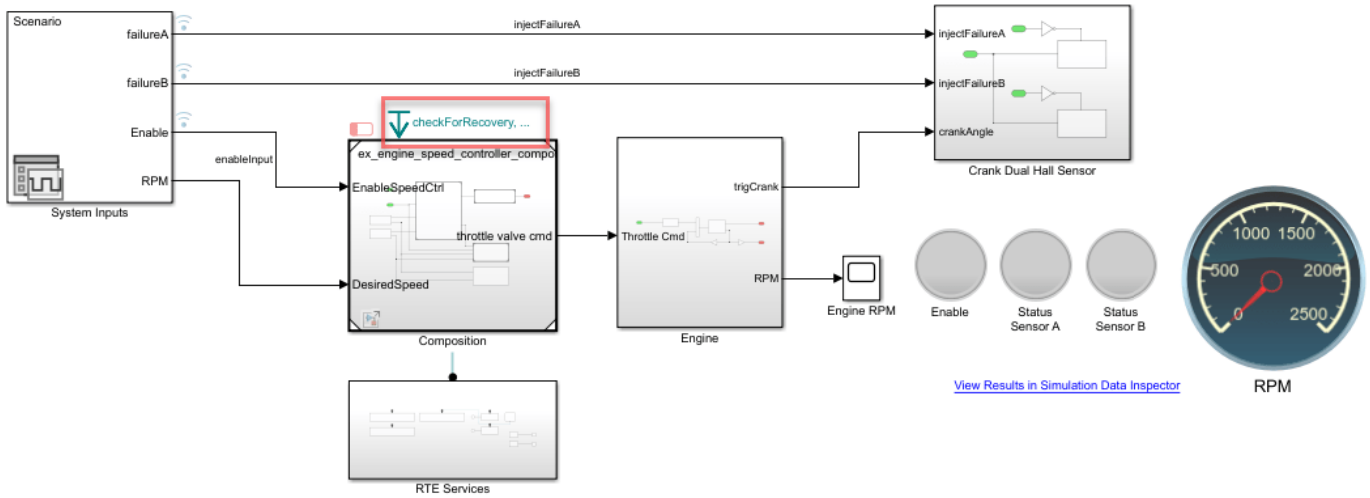 Scenario
failureA
failureB
Enable
RPM
System Inputs
injectFailureA
injectFailureB
enableInput
checkForRecovery, ...
ex_engine_speed_controller_compo
EnableSpeedCtrl
throttle valve cmd
DesiredSpeed
Composition
RTE Services
trigCrank
Throttle Cmd
RPM
Engine
Engine RPM
injectFailureA
injectFailureB
crankAngle
Crank Dual Hall Sensor
Enable
Status
Sensor A
Status
Sensor B
View Results in Simulation Data Inspector
0
500
1000
1500
2000
2500
RPM